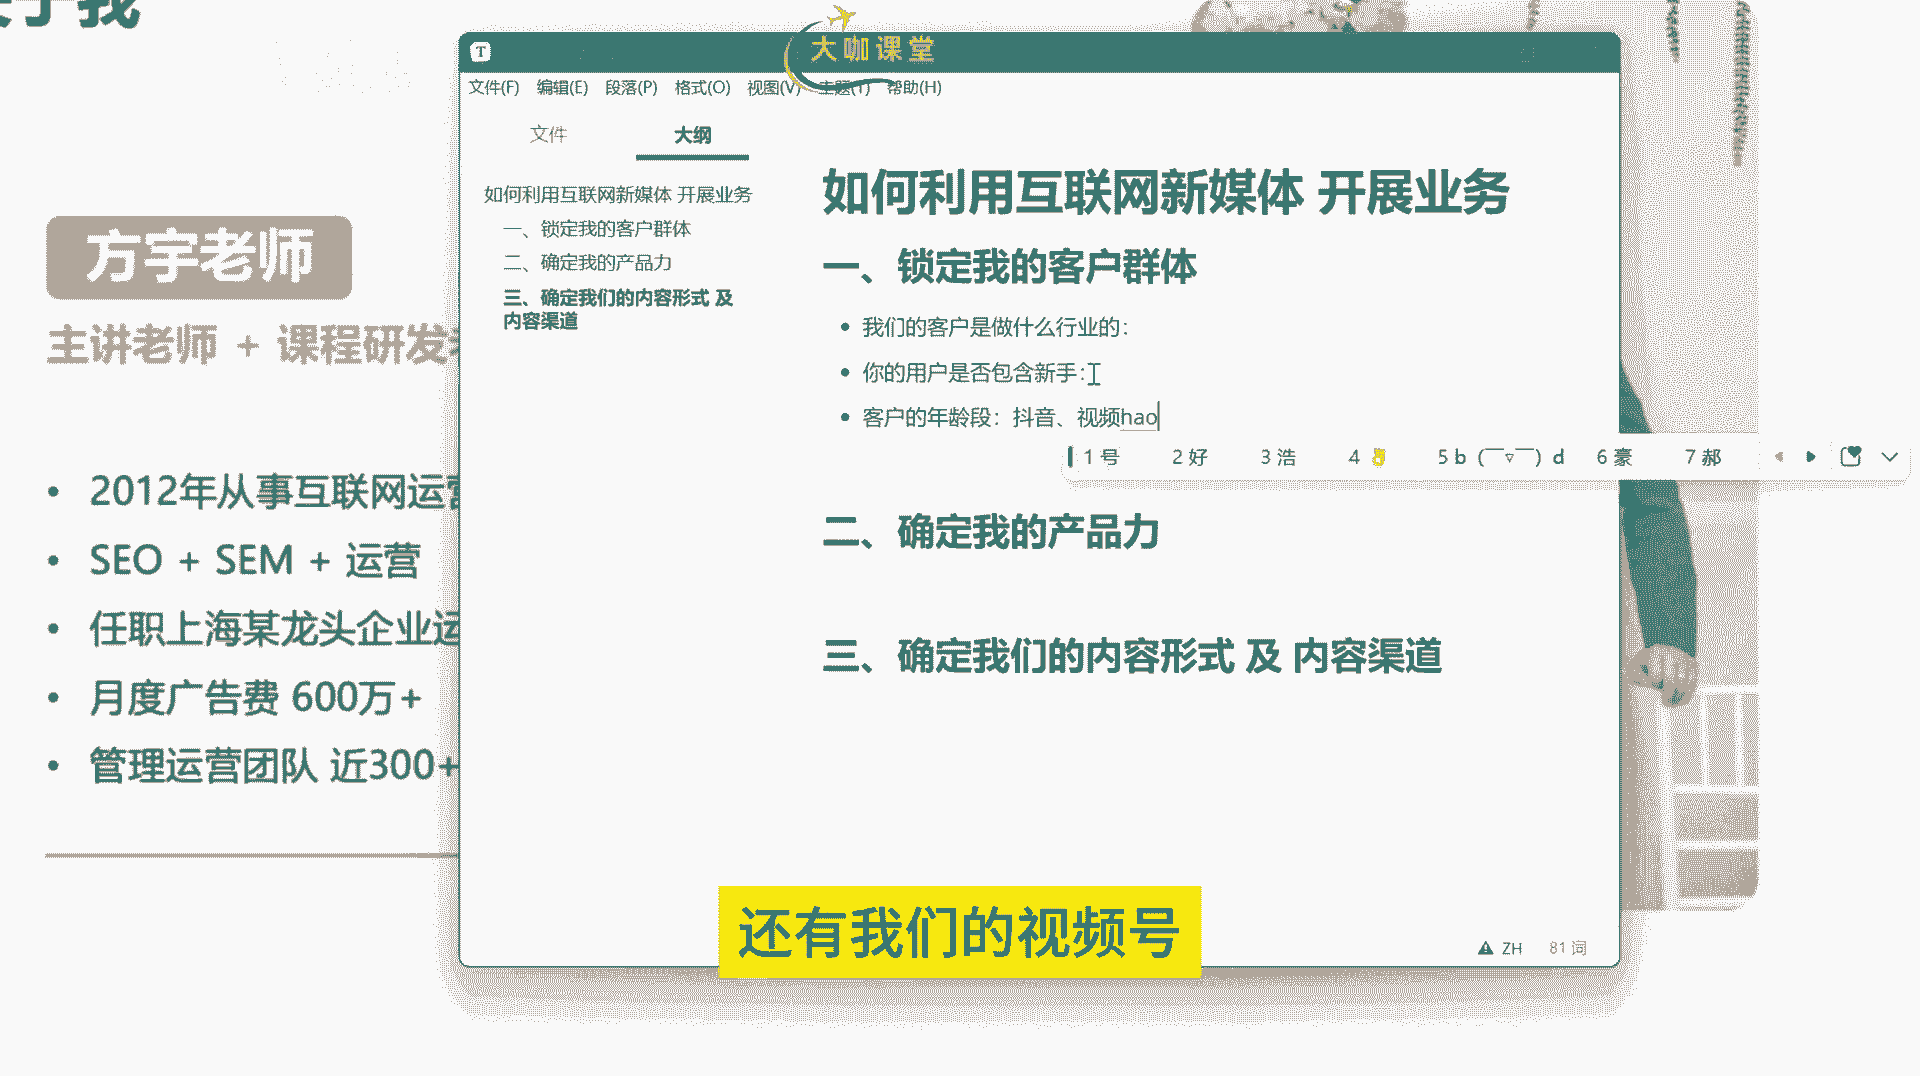 于我
方宇老师
主讲老师 + 课程研发
2012年从事互联网运营
SEO + SEM + 运营
任职上海某龙头企业运
月度广告费 600万+
管理运营团队 近300+
T
大咖课堂
文件(F) 编辑(E) 段落(P) 格式(O) 视图(V) 主题(T) 帮助(H)
文件 大纲
如何利用互联网新媒体 开展业务
一、锁定我的客户群体
二、确定我的产品力
三、确定我们的内容形式 及
内容渠道
如何利用互联网新媒体 开展业务
一、锁定我的客户群体
我们的客户是做什么行业的：
你的用户是否包含新手：
客户的年龄段：抖音、视频hao
1 号 2 好 3 浩 4 👌 5 b（￣▽￣）d 6 豪 7 郝
二、确定我的产品力
三、确定我们的内容形式 及 内容渠道
还有我们的视频号
ZH 81 词